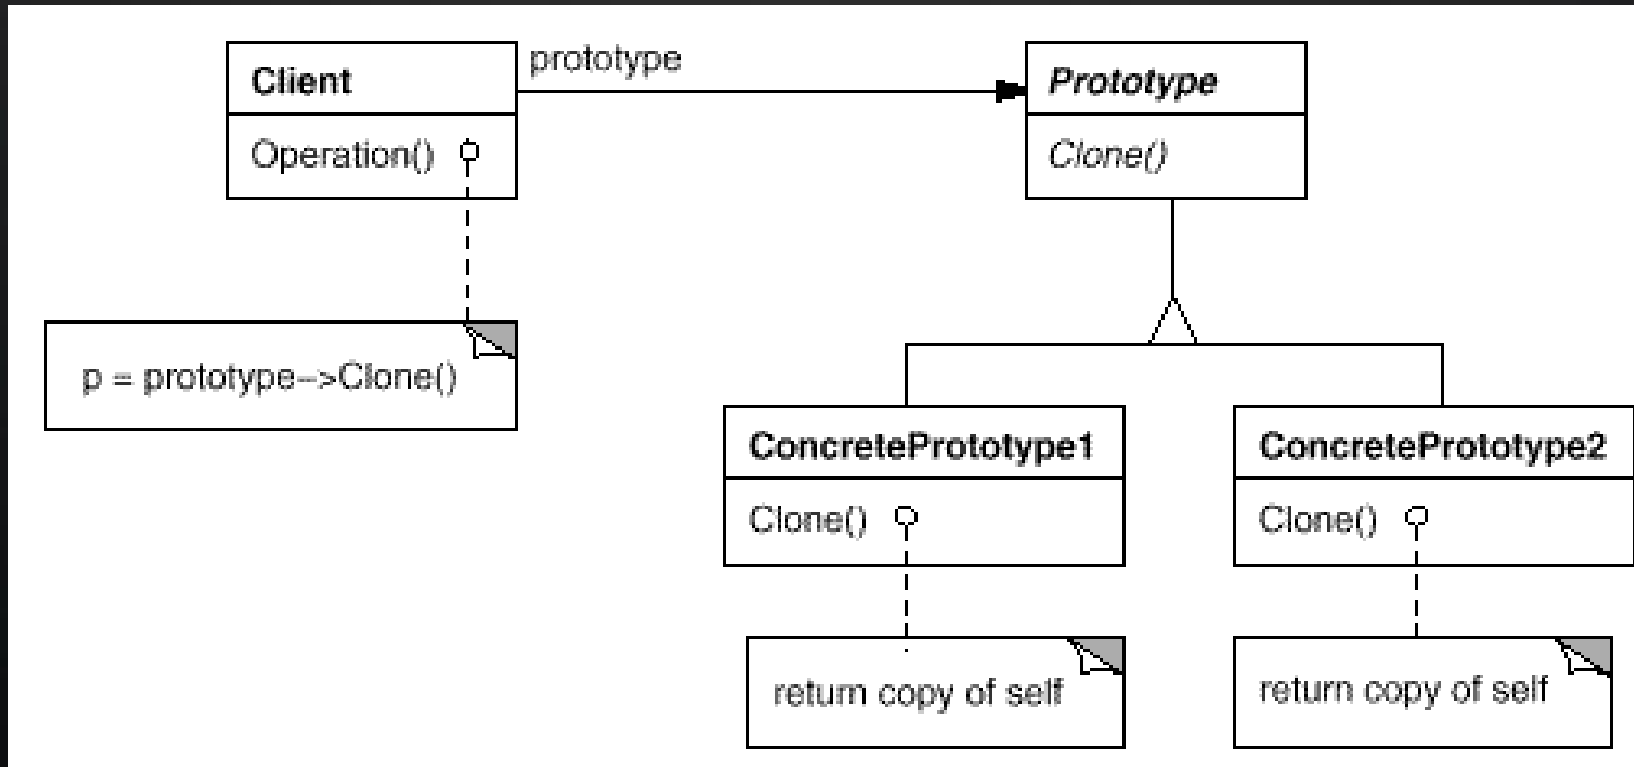 Client
prototype
Prototype
Operation()
Clone()
p = prototype–>Clone()
ConcretePrototype1
ConcretePrototype2
Clone()
Clone()
return copy of self
return copy of self